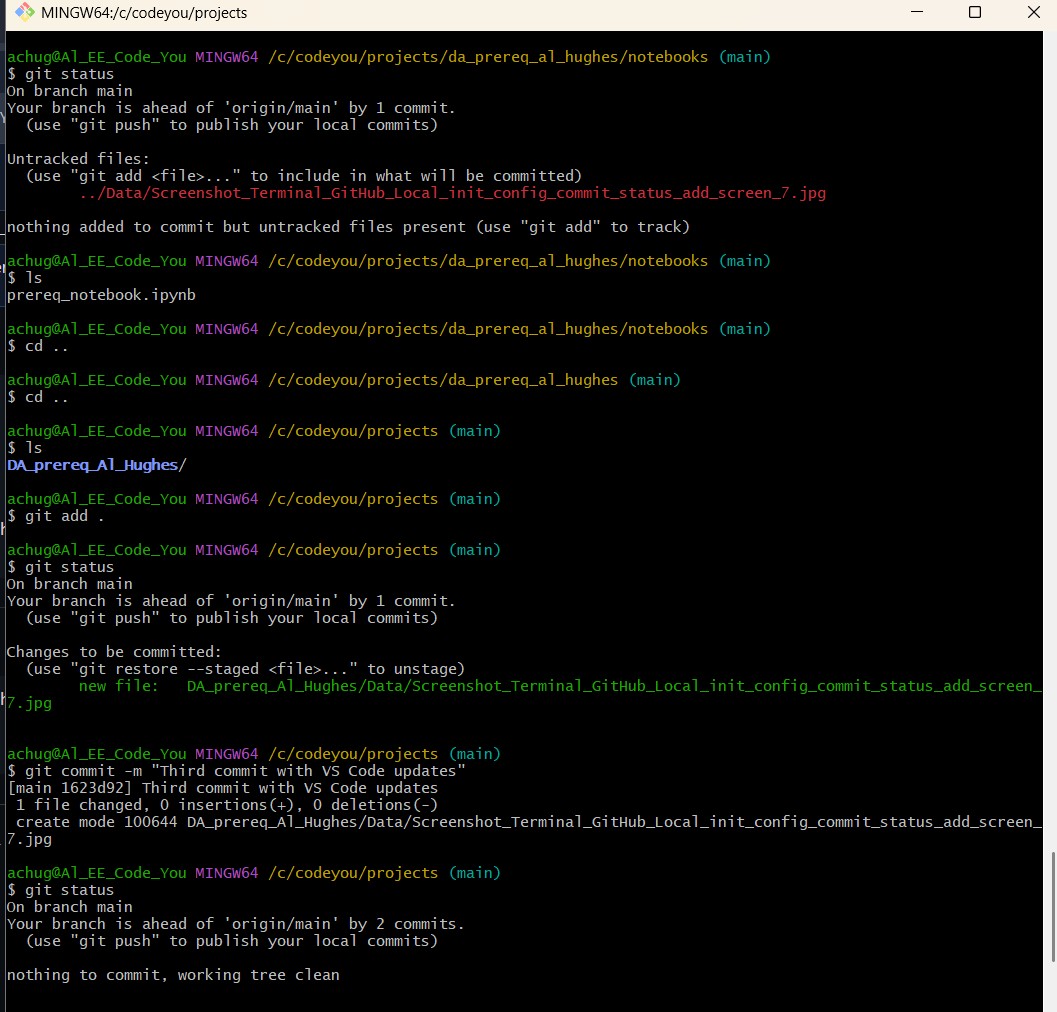 MINGW64:/c/codeyou/projects
achug@Al_EE_Code_You MINGW64 /c/codeyou/projects/da_prereq_al_hughes/notebooks (main)
$ git status
On branch main
Your branch is ahead of 'origin/main' by 1 commit.
  (use "git push" to publish your local commits)
Untracked files:
  (use "git add <file>..." to include in what will be committed)
        ../Data/Screenshot_Terminal_GitHub_Local_init_config_commit_status_add_screen_7.jpg
nothing added to commit but untracked files present (use "git add" to track)
achug@Al_EE_Code_You MINGW64 /c/codeyou/projects/da_prereq_al_hughes/notebooks (main)
$ ls
prereq_notebook.ipynb
achug@Al_EE_Code_You MINGW64 /c/codeyou/projects/da_prereq_al_hughes/notebooks (main)
$ cd ..
achug@Al_EE_Code_You MINGW64 /c/codeyou/projects/da_prereq_al_hughes (main)
$ cd ..
achug@Al_EE_Code_You MINGW64 /c/codeyou/projects (main)
$ ls
DA_prereq_Al_Hughes/
achug@Al_EE_Code_You MINGW64 /c/codeyou/projects (main)
$ git add .
achug@Al_EE_Code_You MINGW64 /c/codeyou/projects (main)
$ git status
On branch main
Your branch is ahead of 'origin/main' by 1 commit.
  (use "git push" to publish your local commits)
Changes to be committed:
  (use "git restore --staged <file>..." to unstage)
        new file:   DA_prereq_Al_Hughes/Data/Screenshot_Terminal_GitHub_Local_init_config_commit_status_add_screen_
7.jpg
achug@Al_EE_Code_You MINGW64 /c/codeyou/projects (main)
$ git commit -m "Third commit with VS Code updates"
[main 1623d92] Third commit with VS Code updates
 1 file changed, 0 insertions(+), 0 deletions(-)
 create mode 100644 DA_prereq_Al_Hughes/Data/Screenshot_Terminal_GitHub_Local_init_config_commit_status_add_screen_
7.jpg
achug@Al_EE_Code_You MINGW64 /c/codeyou/projects (main)
$ git status
On branch main
Your branch is ahead of 'origin/main' by 2 commits.
  (use "git push" to publish your local commits)
nothing to commit, working tree clean